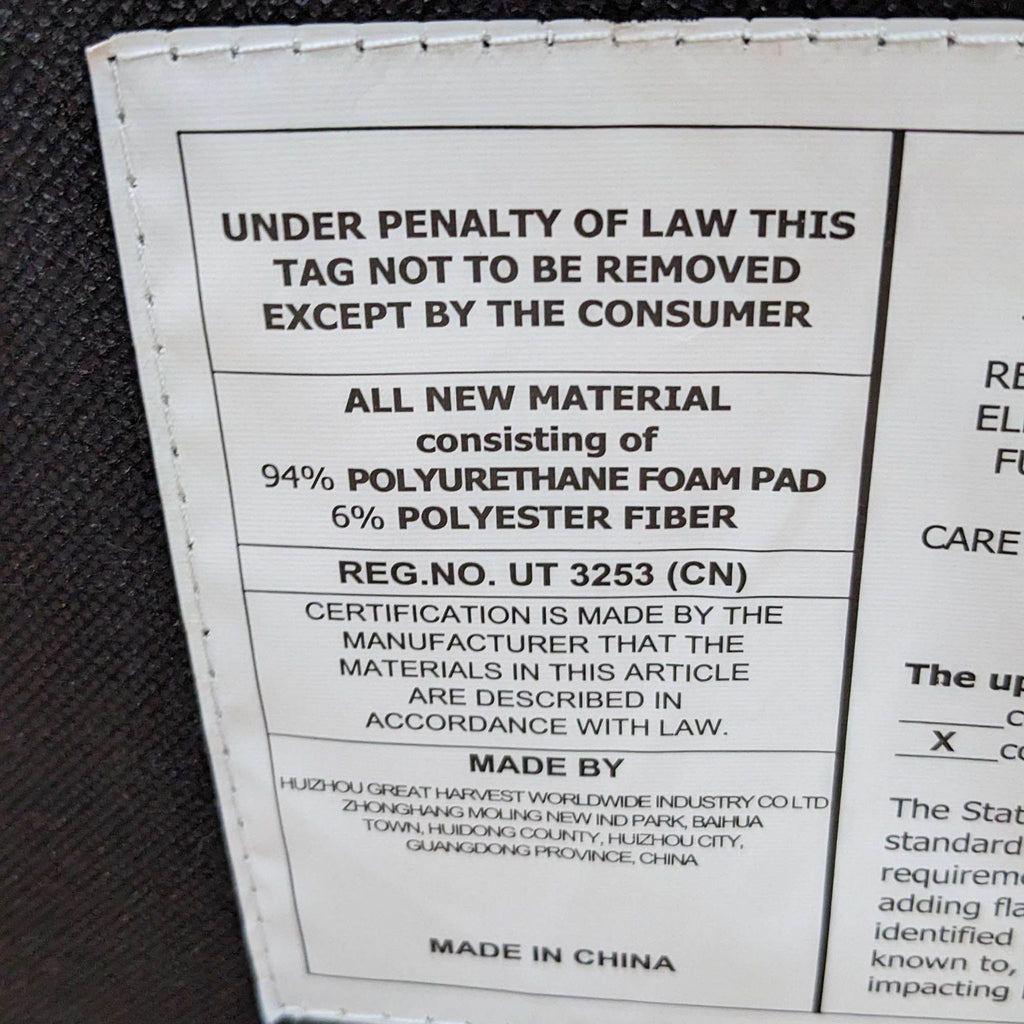 UNDER PENALTY OF LAW THIS
TAG NOT TO BE REMOVED
EXCEPT BY THE CONSUMER
ALL NEW MATERIAL
consisting of
94% POLYURETHANE FOAM PAD
6% POLYESTER FIBER
REG.NO. UT 3253 (CN)
CERTIFICATION IS MADE BY THE
MANUFACTURER THAT THE
MATERIALS IN THIS ARTICLE
ARE DESCRIBED IN
ACCORDANCE WITH LAW.
MADE BY
HUIZHOU GREAT HARVEST WORLDWIDE INDUSTRY CO LTD
ZHONGHANG MOLING NEW IND PARK, BAIHUA
TOWN, HUIDONG COUNTY, HUIZHOU CITY,
GUANGDONG PROVINCE, CHINA
MADE IN CHINA
CARE
The
X
The
standard
adding
identified
known to,
impacting